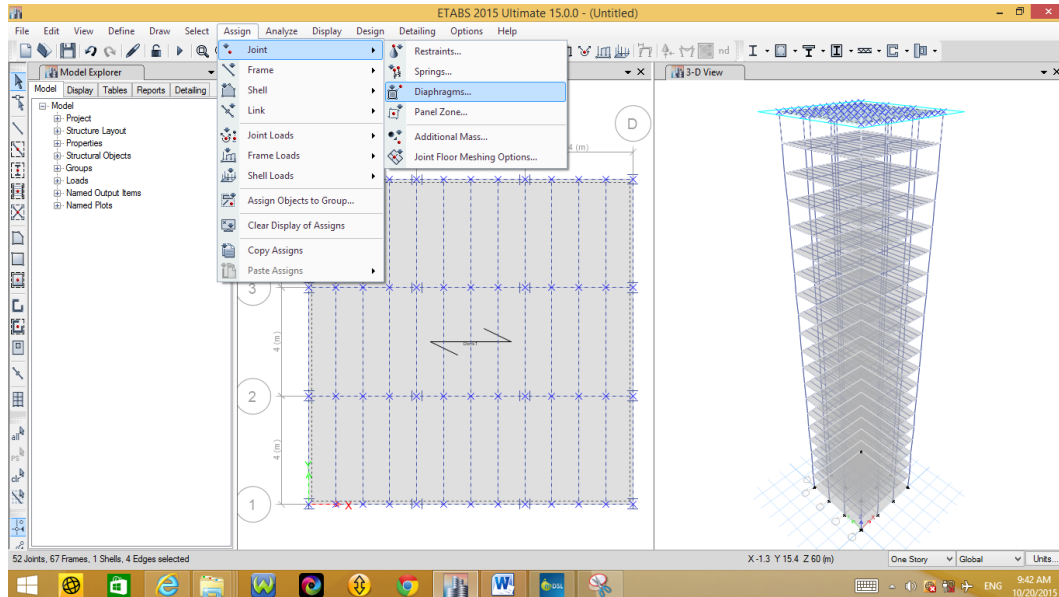 ETABS 2015 Ultimate 15.0.0 - (Untitled)
File Edit View Define Draw Select Assign Analyze Display Design Detailing Options Help
nd
Model Explorer
Model Display Tables Reports Detailing
Model
Project
Structure Layout
Properties
Structural Objects
Groups
Loads
Named Output Items
Named Plots
Joint
Frame
Shell
Link
Joint Loads
Frame Loads
Shell Loads
Assign Objects to Group...
Clear Display of Assigns
Copy Assigns
Paste Assigns
Restraints...
Springs...
Diaphragms...
Panel Zone...
Additional Mass...
Joint Floor Meshing Options...
3-D View
D
4 (m)
3
4 (m)
2
4 (m)
1
Y
X
all
PS
clr
52 Joints, 67 Frames, 1 Shells, 4 Edges selected
X -1.3 Y 15.4 Z 60 (m)
One Story
Global
Units...
W
DSL
ENG
9:42 AM
10/20/2015